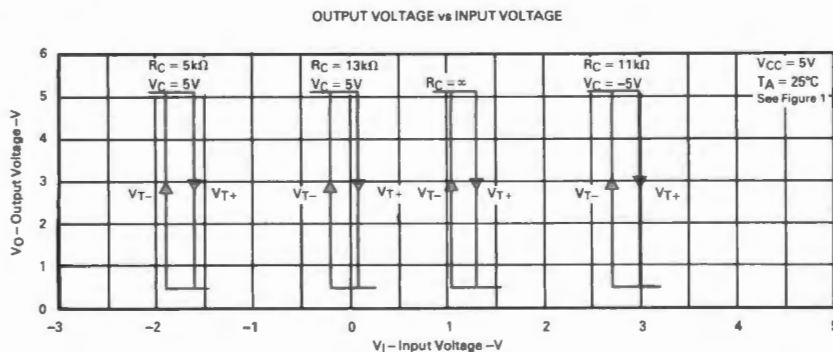 OUTPUT VOLTAGE vs INPUT VOLTAGE
6
5
4
3
2
1
0
VO–Output Voltage–V
RC = 5kΩ
VC = 5V
RC = 13kΩ
VC = 5V
RC = ∞
RC = 11kΩ
VC = –5V
VCC = 5V
TA = 25°C
See Figure 1
VT–
VT+
VT–
VT+
VT–
VT+
VT–
VT+
–3
–2
–1
0
1
2
3
4
5
VI – Input Voltage –V